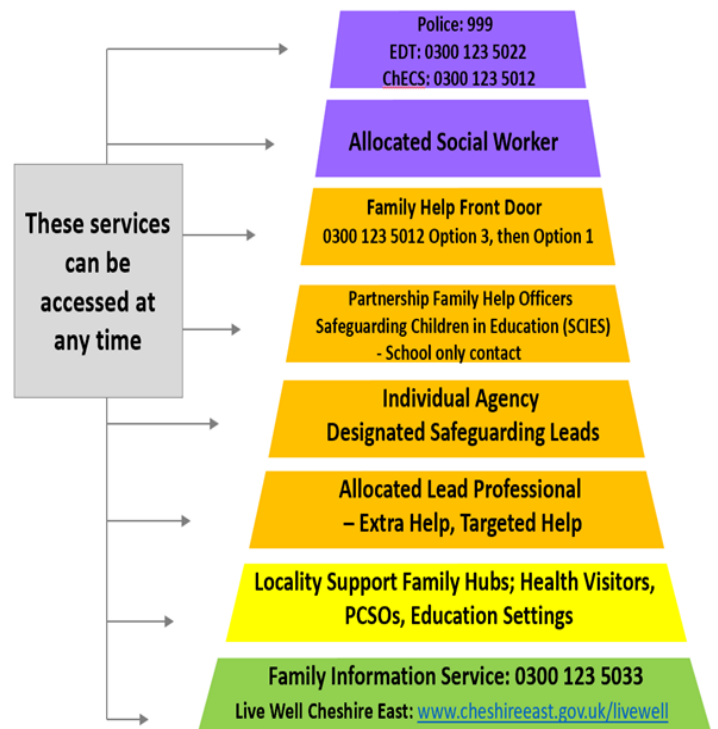 Police: 999
EDT: 0300 123 5022
ChECS: 0300 123 5012
Allocated Social Worker
Family Help Front Door
0300 123 5012 Option 3, then Option 1
These services
can be
accessed at
any time
Partnership Family Help Officers
Safeguarding Children in Education (SCIES)
- School only contact
Individual Agency
Designated Safeguarding Leads
Allocated Lead Professional
– Extra Help, Targeted Help
Locality Support Family Hubs; Health Visitors,
PCSOs, Education Settings
Family Information Service: 0300 123 5033
Live Well Cheshire East: www.cheshireeast.gov.uk/livewell